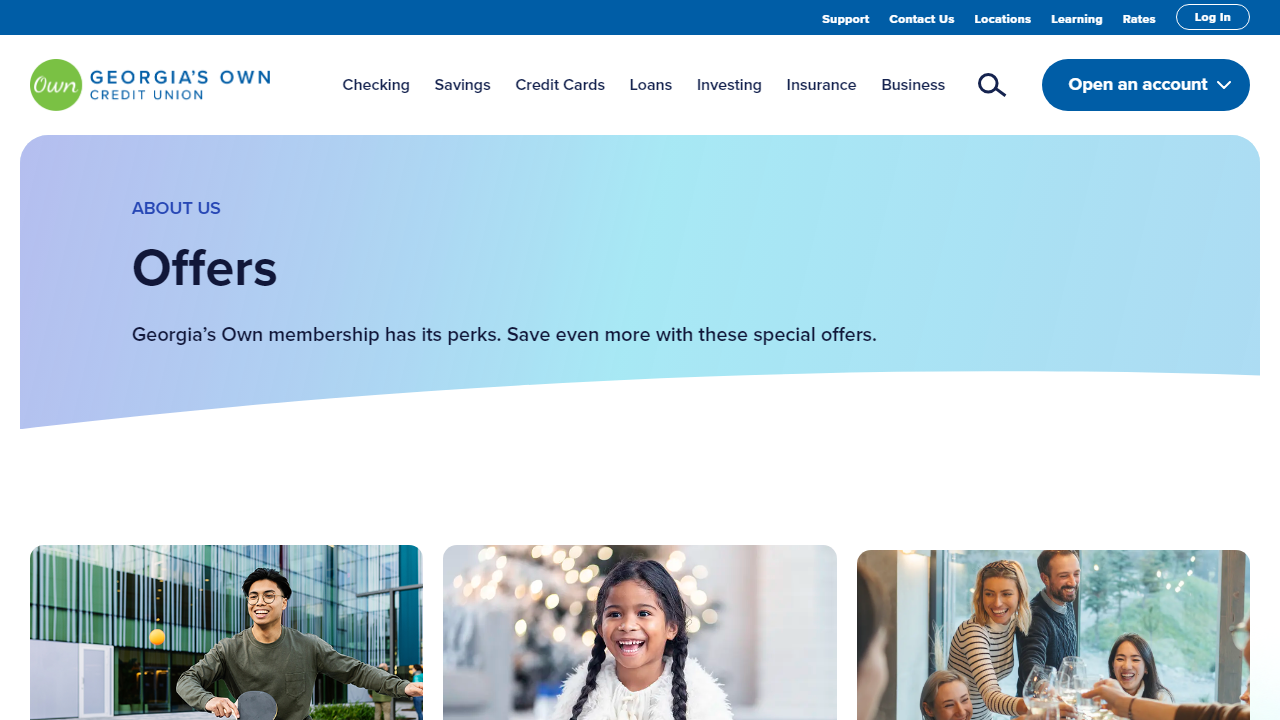 Support Contact Us Locations Learning Rates Log In
Own GEORGIA'S OWN
CREDIT UNION
Checking Savings Credit Cards Loans Investing Insurance Business Open an account
ABOUT US
Offers
Georgia’s Own membership has its perks. Save even more with these special offers.